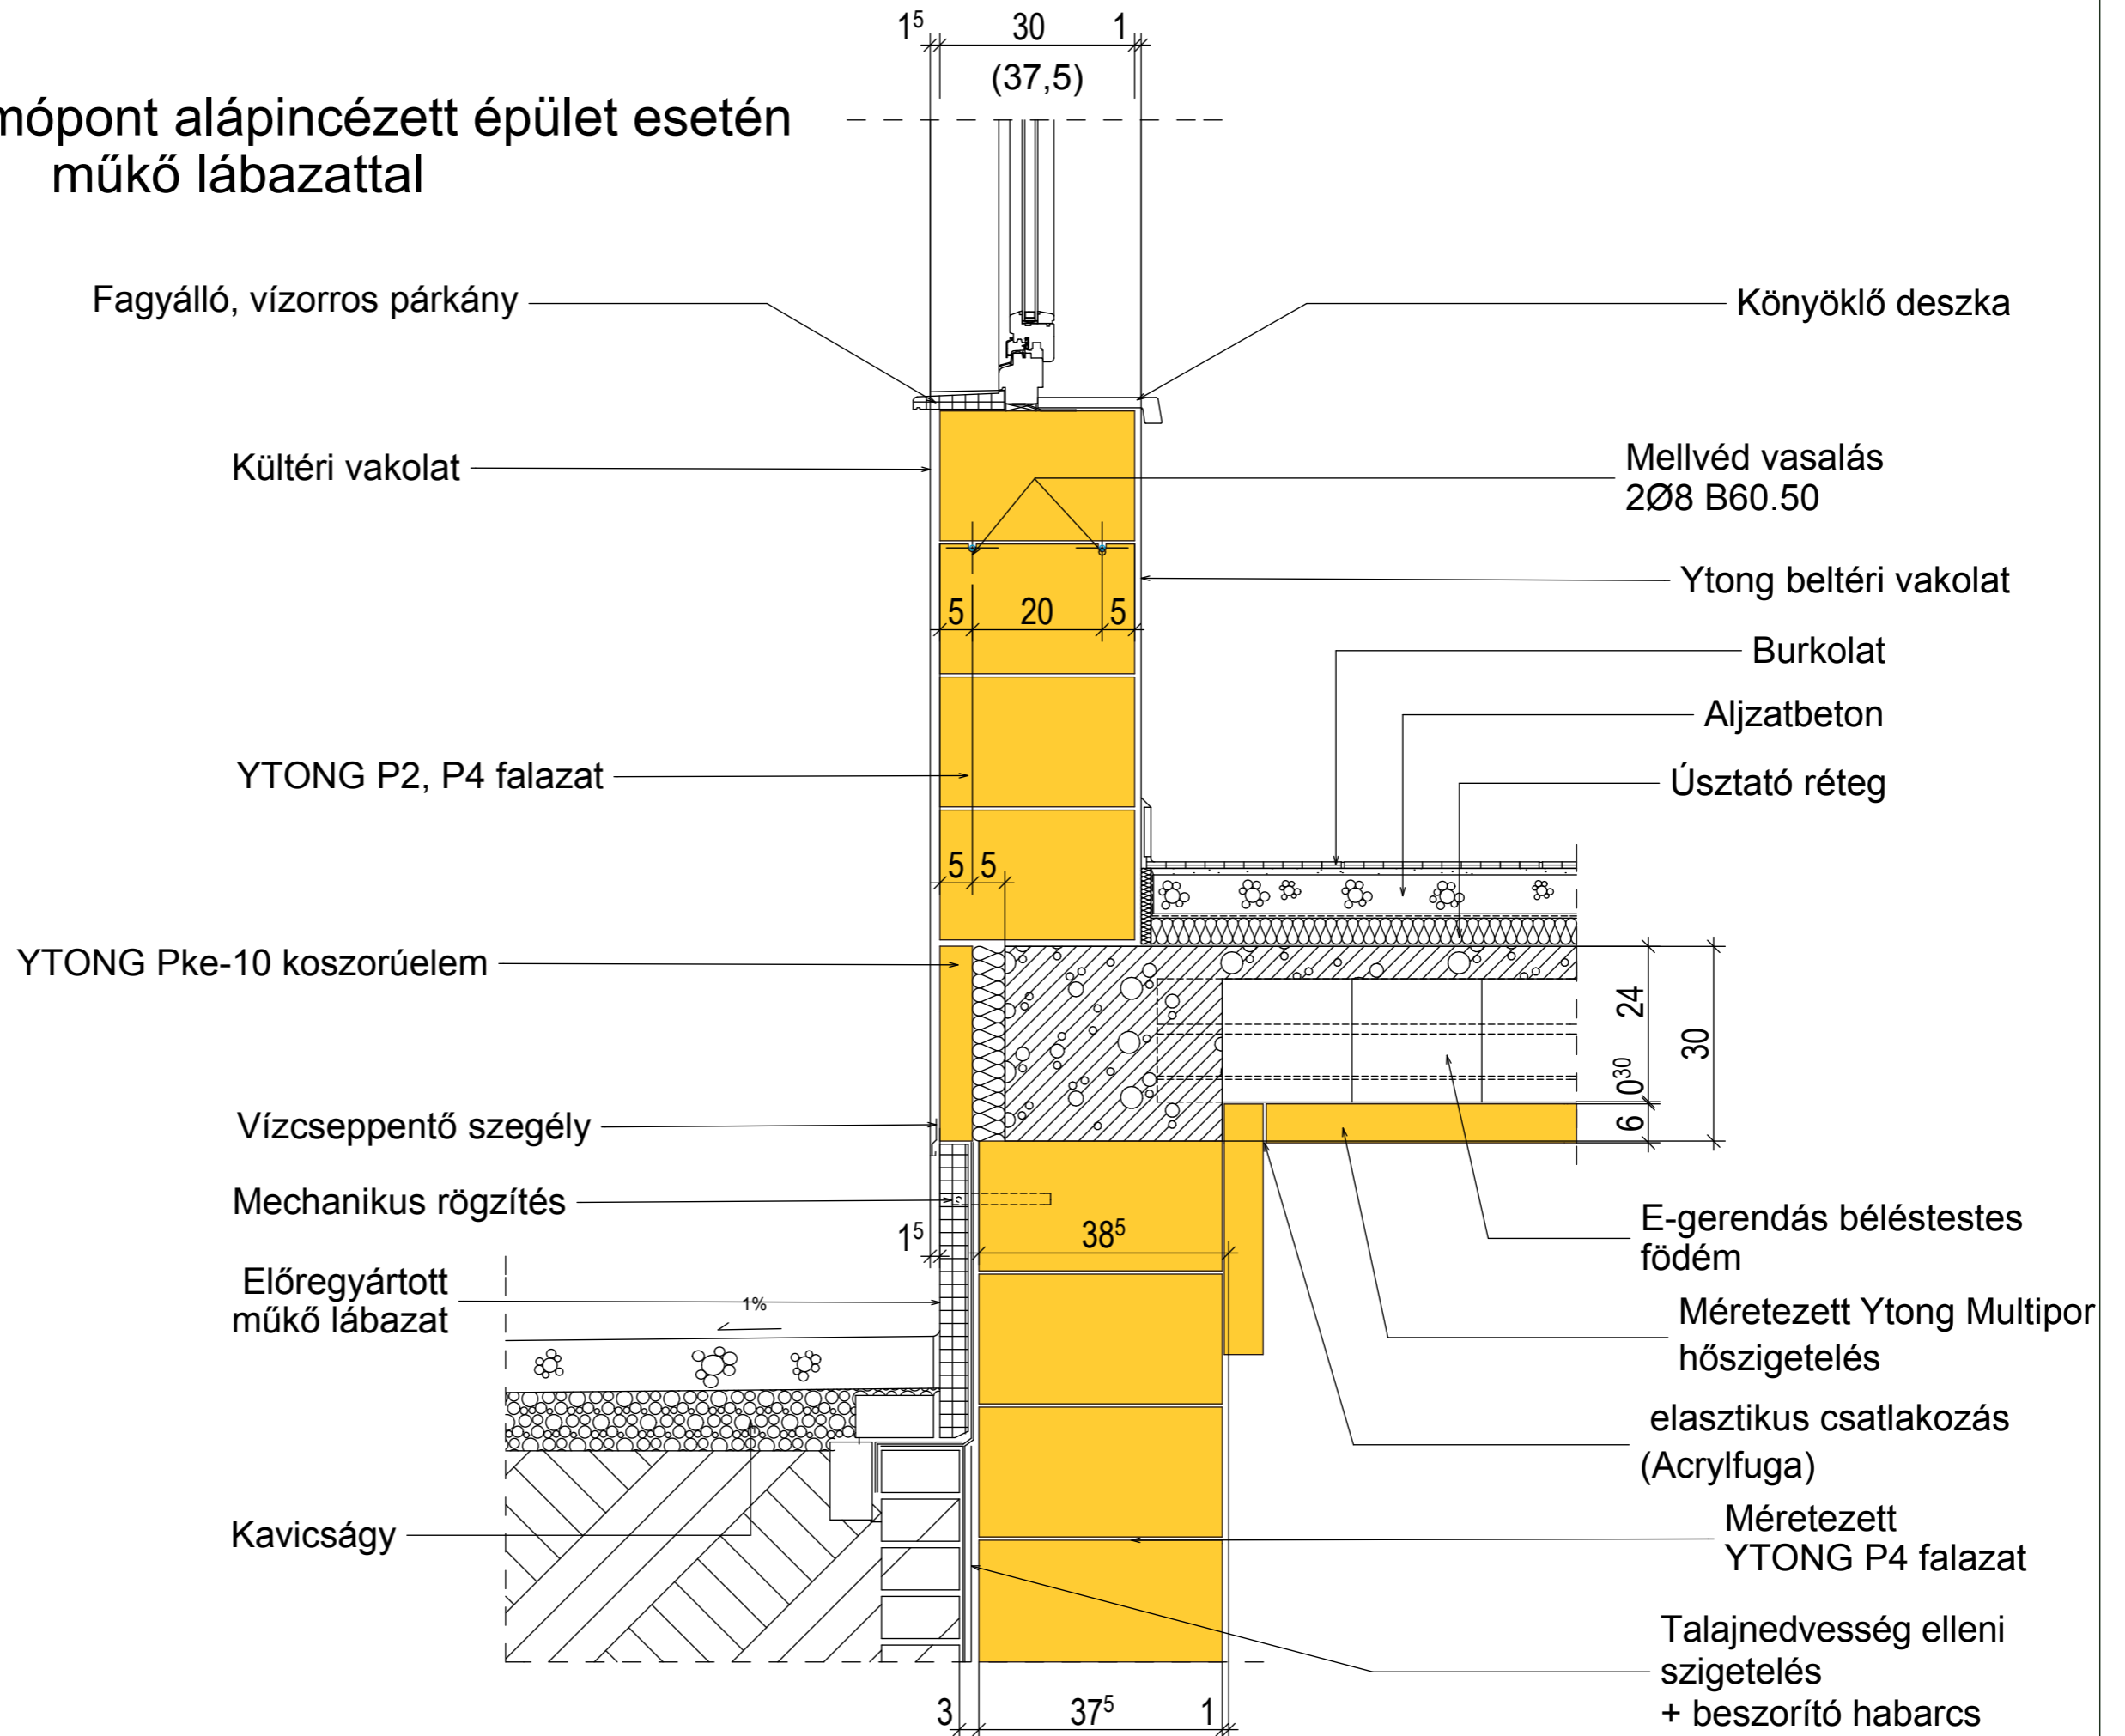 1⁵ 30 1
(37,5)
alápincézett épület esetén
műkő lábazattal
Fagyálló, vízorros párkány
Könyöklő deszka
Kültéri vakolat
Mellvéd vasalás
2Ø8 B60.50
Ytong beltéri vakolat
5 20 5
Burkolat
Aljzatbeton
YTONG P2, P4 falazat
Úsztató réteg
5 5
YTONG Pke-10 koszorúelem
24
30
0³⁰
6
Vízcseppentő szegély
Mechanikus rögzítés
1⁵
38⁵
E-gerendás béléstestes
födém
Előregyártott
műkő lábazat
1%
Méretezett Ytong Multipor
hőszigetelés
elasztikus csatlakozás
(Acrylfuga)
Kavicságy
Méretezett
YTONG P4 falazat
Talajnedvesség elleni
szigetelés
+ beszorító habarcs
3 37⁵ 1